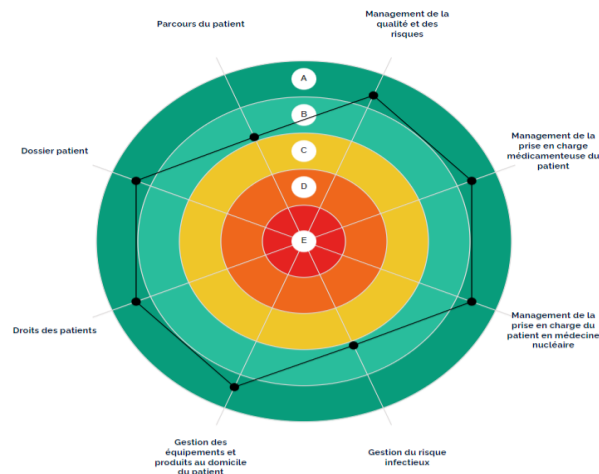 Parcours du patient
Management de la
qualité et des
risques
A
B
C
D
E
Dossier patient
Management de la
prise en charge
médicamenteuse du
patient
Droits des patients
Management de la
prise en charge du
patient en médecine
nucléaire
Gestion des
équipements et
produits au domicile
du patient
Gestion du risque
infectieux